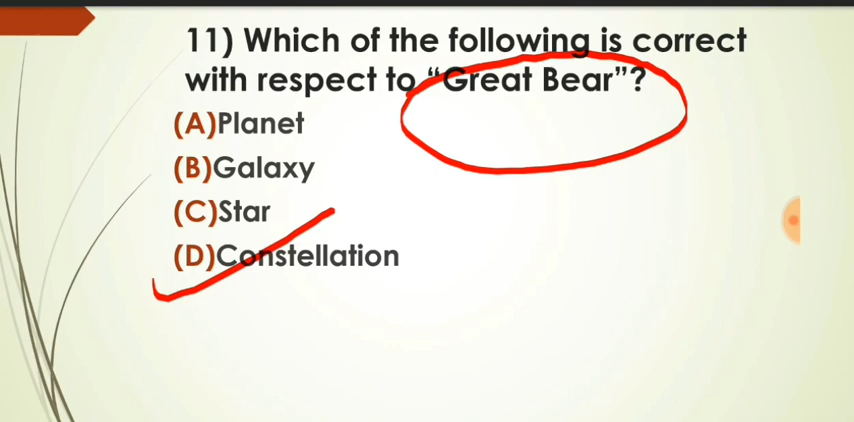 11) Which of the following is correct
with respect to “Great Bear”?
(A)Planet
(B)Galaxy
(C)Star
(D)Constellation